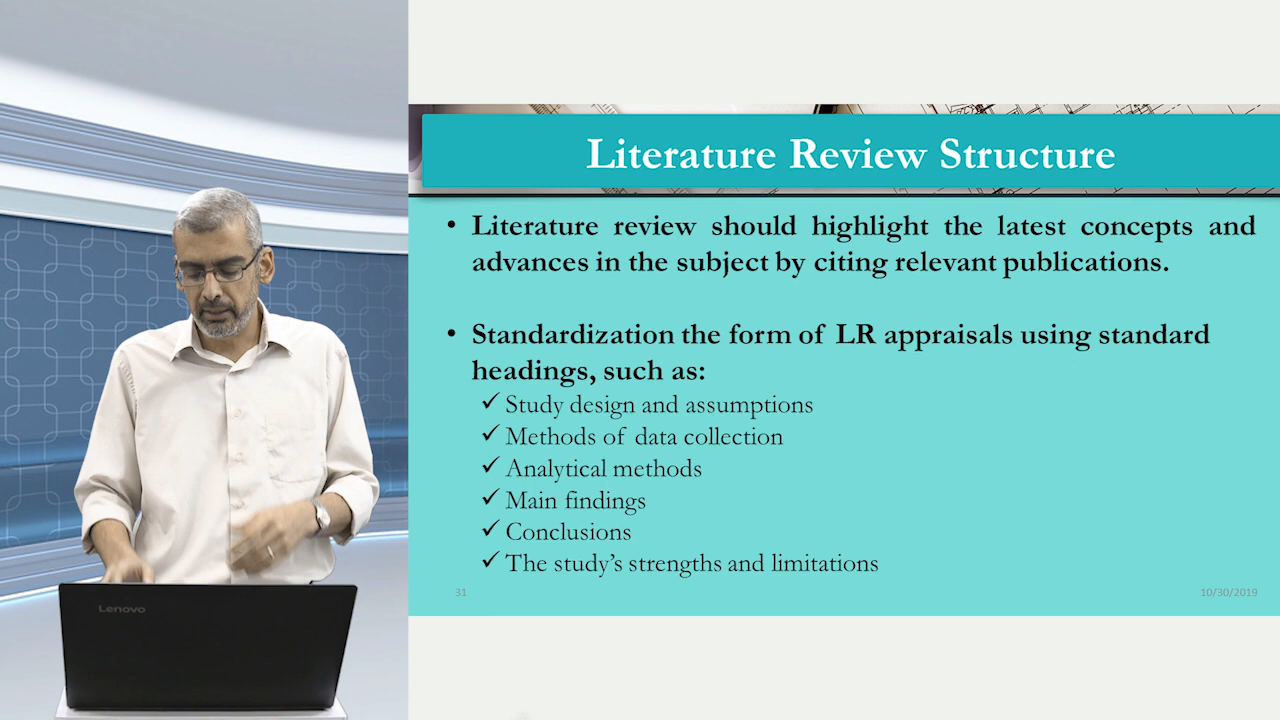 Literature Review Structure
• Literature review should highlight the latest concepts and
advances in the subject by citing relevant publications.
• Standardization the form of LR appraisals using standard
headings, such as:
✓ Study design and assumptions
✓ Methods of data collection
✓ Analytical methods
✓ Main findings
✓ Conclusions
✓ The study's strengths and limitations
31
10/30/2019
Lenovo